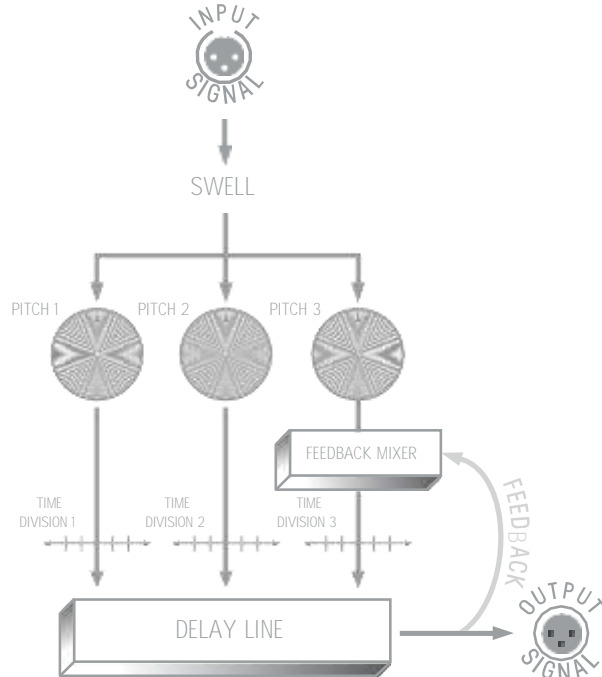 INPUT
SIGNAL
SWELL
PITCH 1
PITCH 2
PITCH 3
FEEDBACK MIXER
TIME
DIVISION 1
TIME
DIVISION 2
TIME
DIVISION 3
FEEDBACK
DELAY LINE
OUTPUT
SIGNAL